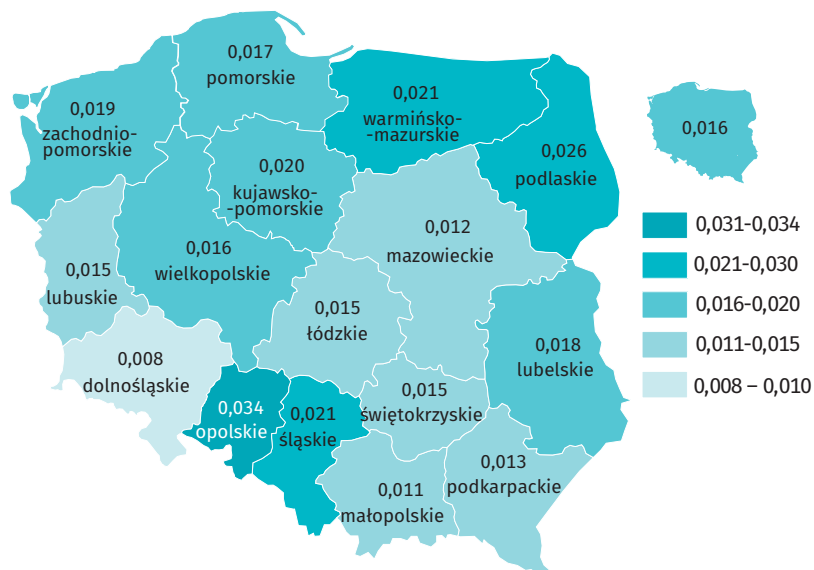 0,017
pomorskie
0,019
zachodnio-
pomorskie
0,021
warmińsko-
-mazurskie
0,026
podlaskie
0,020
kujawsko-
-pomorskie
0,016
wielkopolskie
0,012
mazowieckie
0,015
lubuskie
0,015
łódzkie
0,018
lubelskie
0,008
dolnośląskie
0,034
opolskie
0,021
śląskie
0,015
świętokrzyskie
0,011
małopolskie
0,013
podkarpackie
0,016
0,031-0,034
0,021-0,030
0,016-0,020
0,011-0,015
0,008 – 0,010